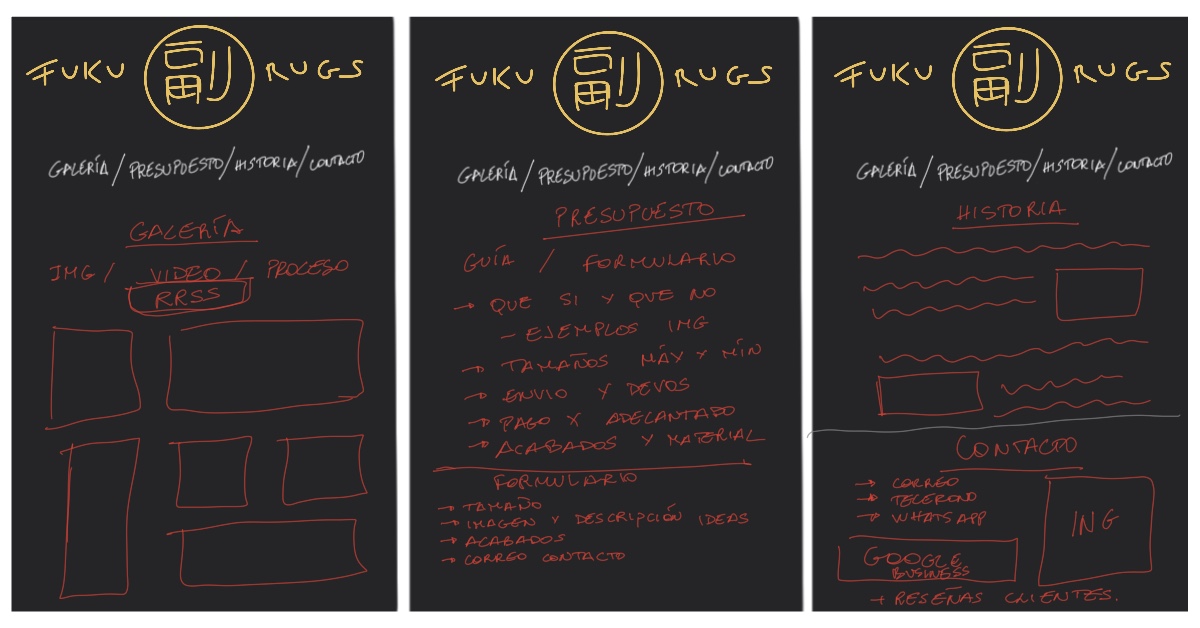 FUKU 副 RUGS
GALERÍA / PRESUPUESTO / HISTORIA / CONTACTO
GALERÍA
IMG / VIDEO / PROCESO
RRSS
FUKU 副 RUGS
GALERÍA / PRESUPUESTO / HISTORIA / CONTACTO
PRESUPUESTO
GUÍA / FORMULARIO
→ QUE SI Y QUE NO
- EJEMPLOS IMG
→ TAMAÑOS MÁX Y MÍN
→ ENVIO Y DEVOS
→ PAGO X ADELANTADO
→ ACABADOS Y MATERIAL
FORMULARIO
→ TAMAÑO
→ IMAGEN Y DESCRIPCIÓN IDEAS
→ ACABADOS
→ CORREO CONTACTO
FUKU 副 RUGS
GALERÍA / PRESUPUESTO / HISTORIA / CONTACTO
HISTORIA
CONTACTO
→ CORREO
→ TELEFONO
→ WHATSAPP
IMG
GOOGLE
BUSINESS
+ RESEÑAS CLIENTES.